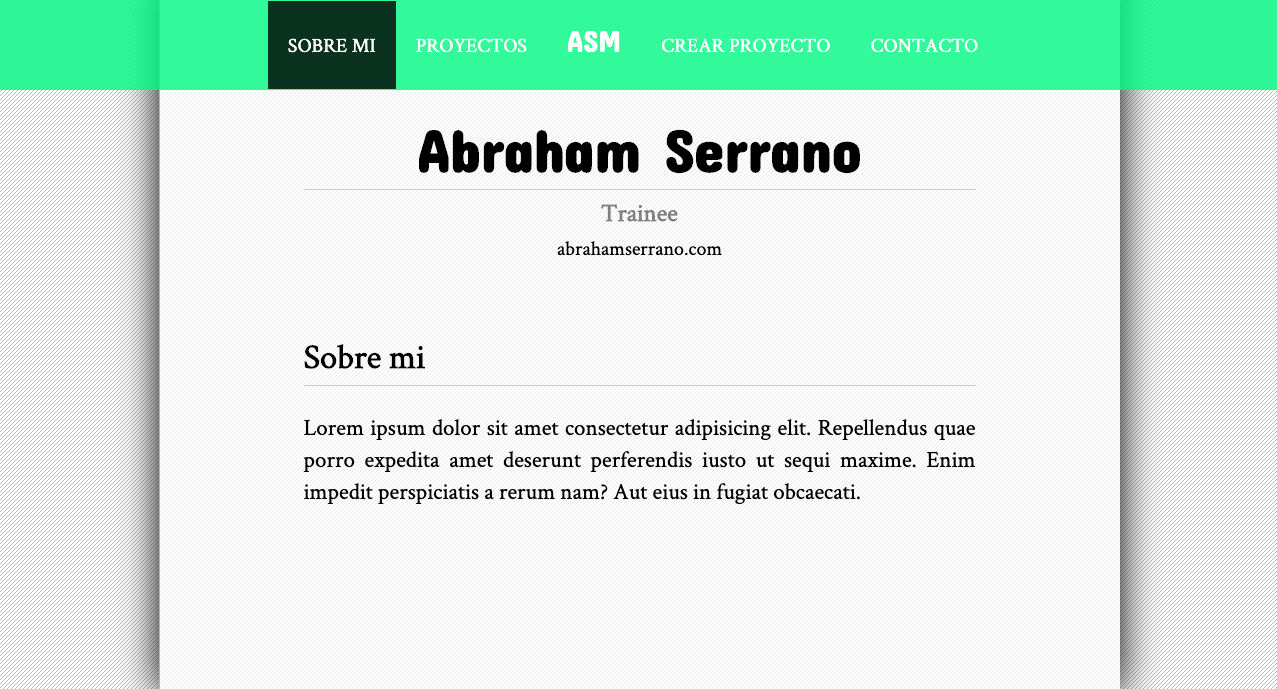 SOBRE MI PROYECTOS ASM CREAR PROYECTO CONTACTO
Abraham Serrano
Trainee
abrahamserrano.com
Sobre mi
Lorem ipsum dolor sit amet consectetur adipisicing elit. Repellendus quae
porro expedita amet deserunt perferendis iusto ut sequi maxime. Enim
impedit perspiciatis a rerum nam? Aut eius in fugiat obcaecati.